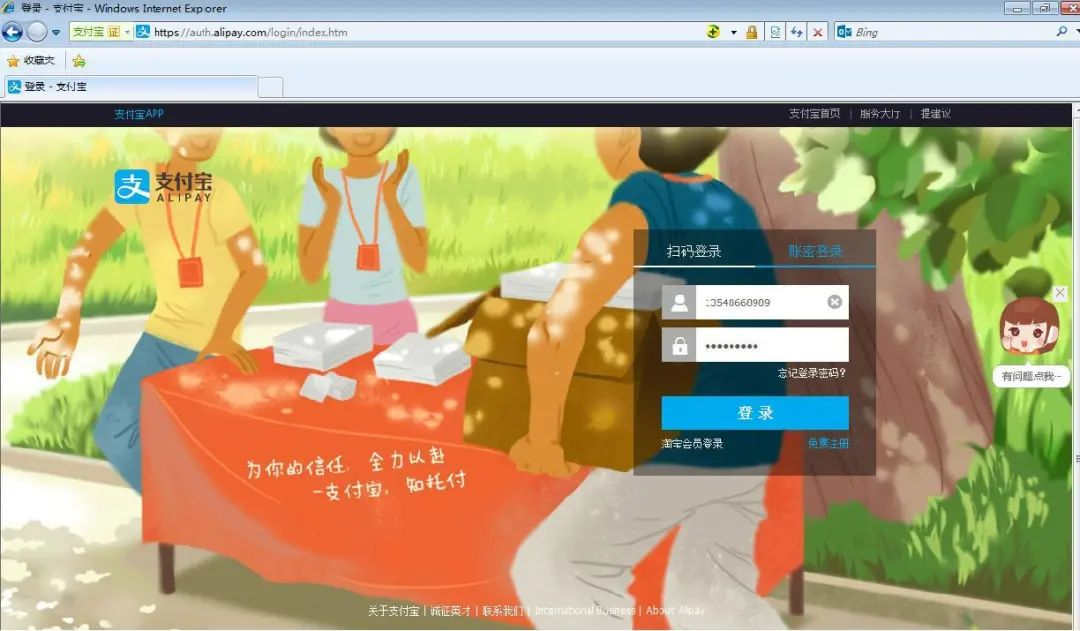 登录 - 支付宝 - Windows Internet Explorer
支付宝 证 https://auth.alipay.com/login/index.htm Bing
收藏夹
登录 - 支付宝
支付宝APP 支付宝首页 | 服务大厅 | 提建议
支 支付宝
ALIPAY
扫码登录 账密登录
忘记登录密码?
登 录
淘宝会员登录 免费注册
有问题点我~
为你的信任, 全力以赴
-支付宝, 知托付
关于支付宝 | 诚征英才 | 联系我们 | International Business | About Alipay